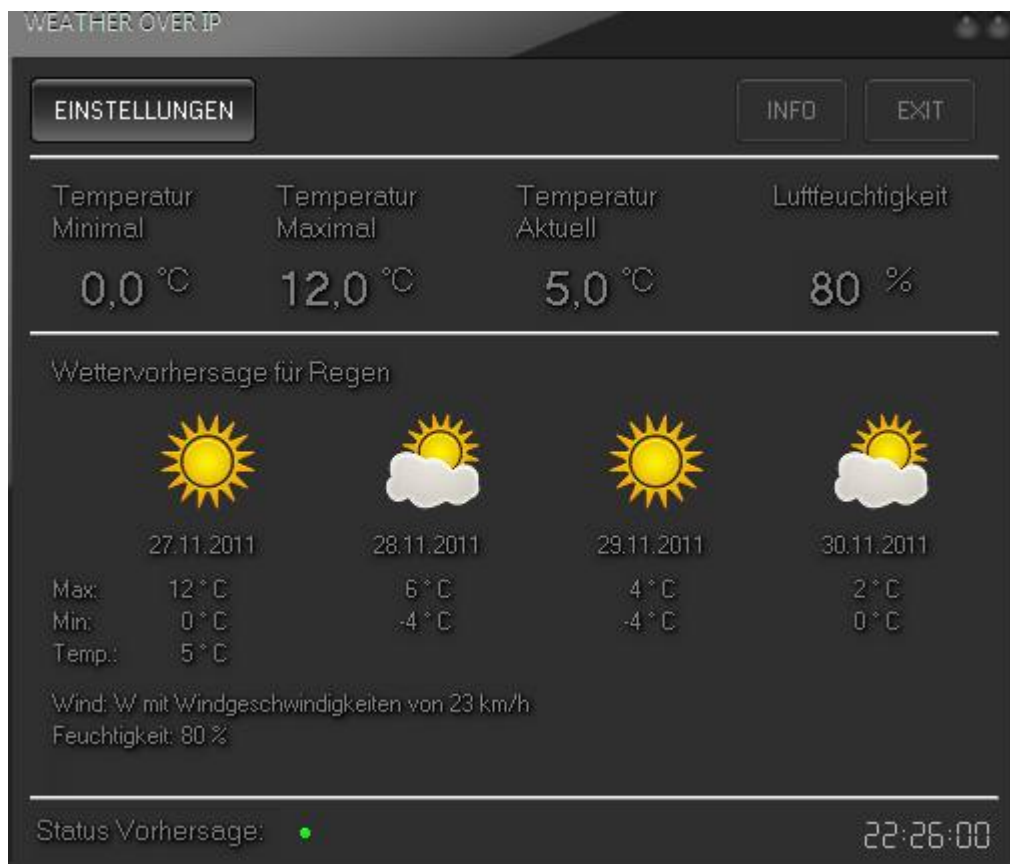 WEATHER OVER IP
EINSTELLUNGEN INFO EXIT
Temperatur Minimal Temperatur Maximal Temperatur Aktuell Luftfeuchtigkeit
0,0 °C 12,0 °C 5,0 °C 80 %
Wettervorhersage für Regen
27.11.2011 28.11.2011 29.11.2011 30.11.2011
Max: 12 ° C 6 ° C 4 ° C 2 ° C
Min: 0 ° C -4 ° C -4 ° C 0 ° C
Temp.: 5 ° C
Wind: W mit Windgeschwindigkeiten von 23 km/h
Feuchtigkeit: 80 %
Status Vorhersage: 22:26:00